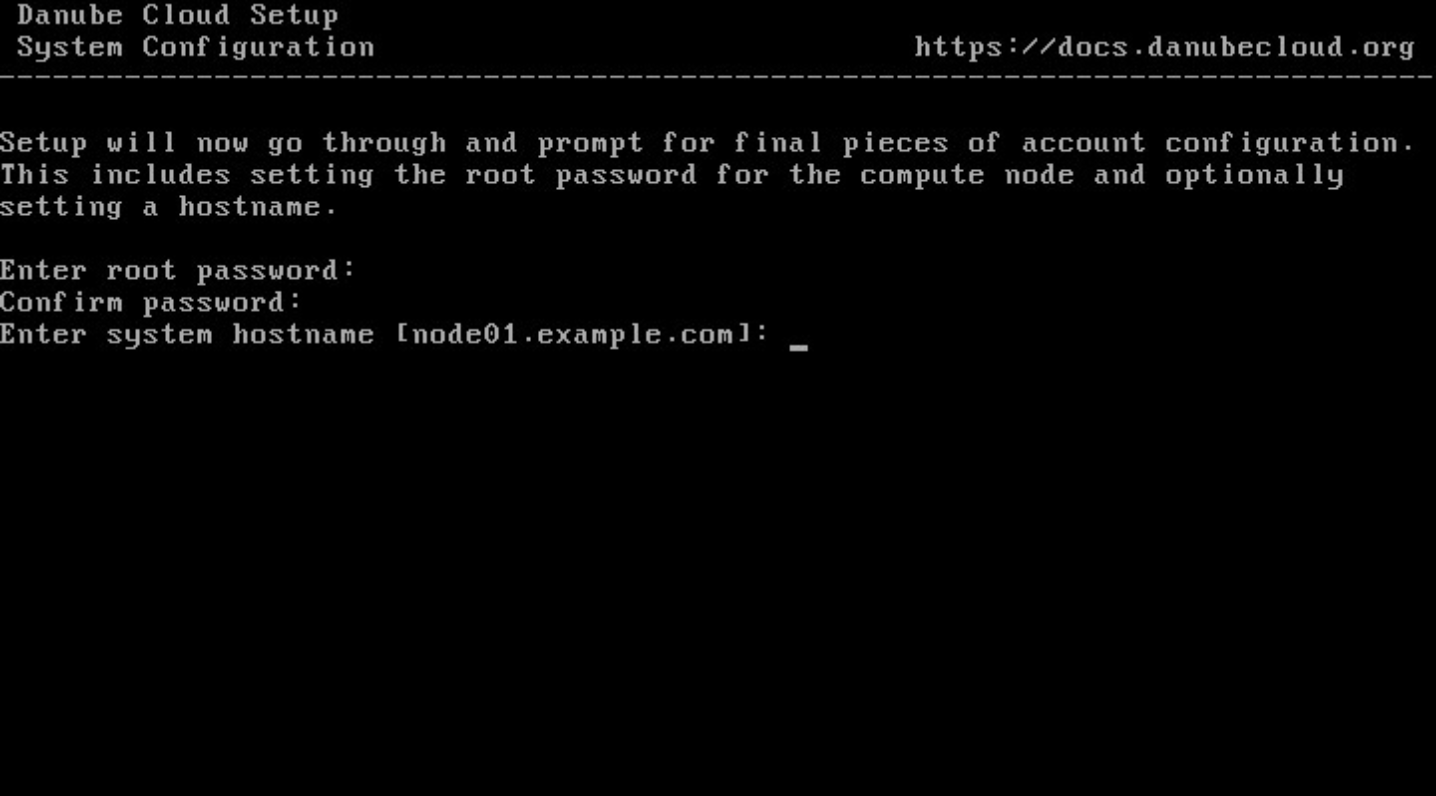 Danube Cloud Setup
System Configuration https://docs.danubecloud.org
--------------------------------------------------------------------------------
Setup will now go through and prompt for final pieces of account configuration.
This includes setting the root password for the compute node and optionally
setting a hostname.
Enter root password:
Confirm password:
Enter system hostname [node01.example.com]: _